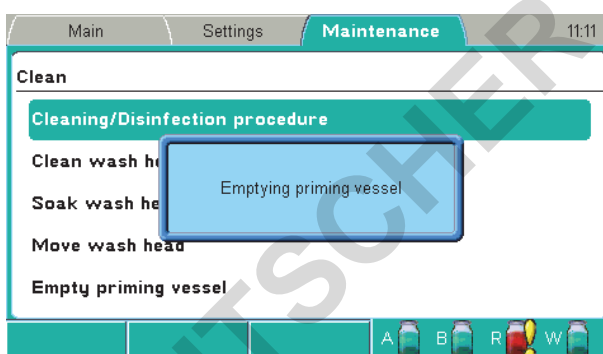 Main Settings Maintenance 11:11
Clean
Cleaning/Disinfection procedure
Clean wash he
Emptying priming vessel
Soak wash he
Move wash head
Empty priming vessel
A B R W